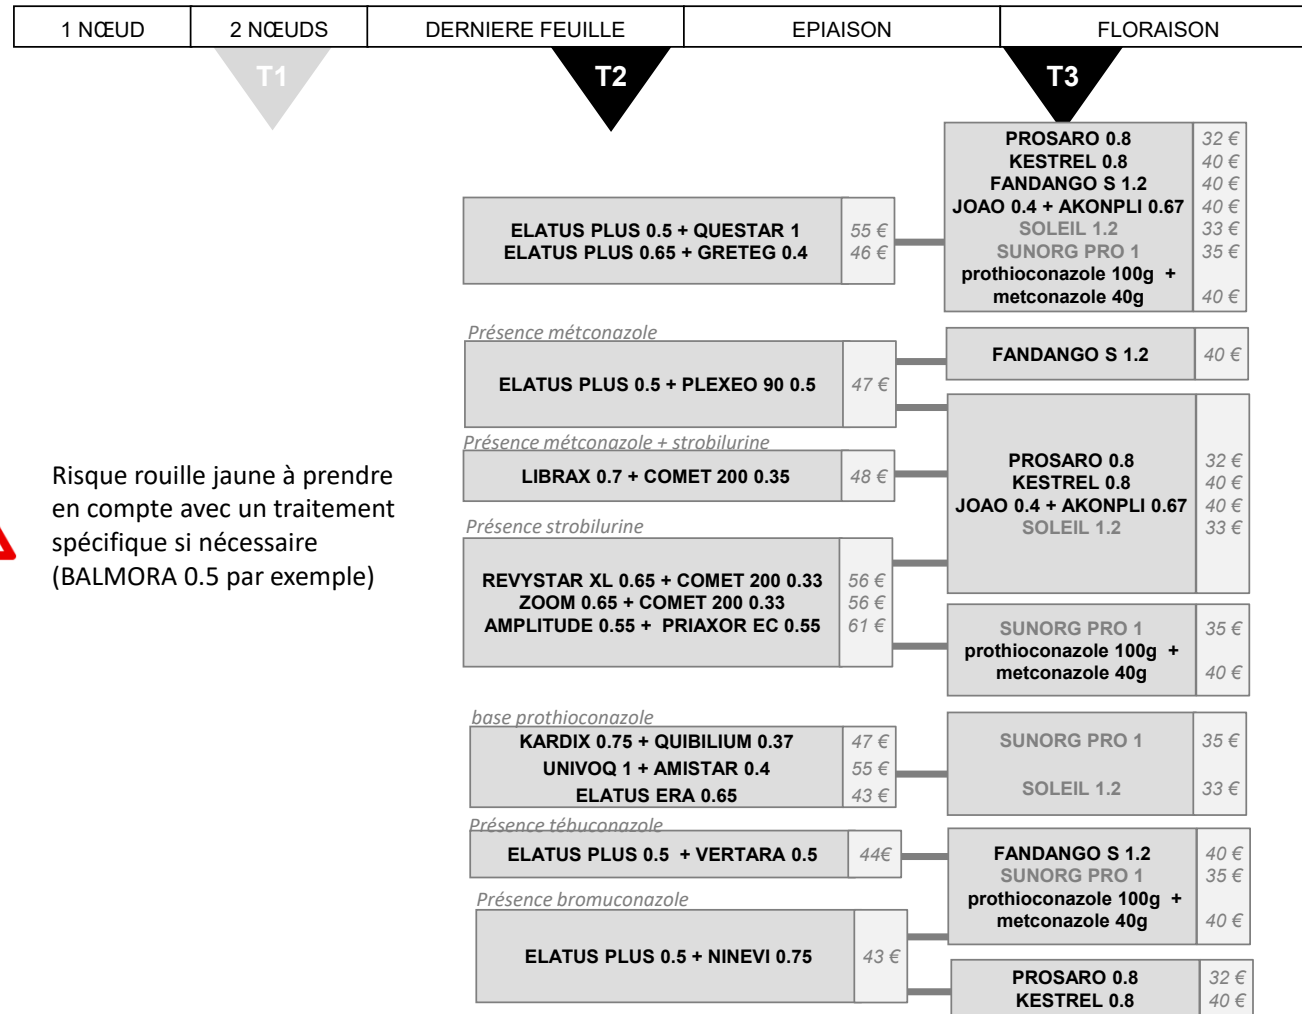 1 NŒUD
2 NŒUDS
DERNIERE FEUILLE
EPIAISON
FLORAISON
T1
T2
T3
PROSARO 0.8 32 €
KESTREL 0.8 40 €
FANDANGO S 1.2 40 €
JOAO 0.4 + AKONPLI 0.67 40 €
SOLEIL 1.2 33 €
SUNORG PRO 1 35 €
prothioconazole 100g +
metconazole 40g 40 €
ELATUS PLUS 0.5 + QUESTAR 1 55 €
ELATUS PLUS 0.65 + GRETEG 0.4 46 €
Présence métconazole
ELATUS PLUS 0.5 + PLEXEO 90 0.5 47 €
FANDANGO S 1.2 40 €
Présence métconazole + strobilurine
LIBRAX 0.7 + COMET 200 0.35 48 €
PROSARO 0.8 32 €
KESTREL 0.8 40 €
JOAO 0.4 + AKONPLI 0.67 40 €
SOLEIL 1.2 33 €
Risque rouille jaune à prendre
en compte avec un traitement
spécifique si nécessaire
(BALMORA 0.5 par exemple)
Présence strobilurine
REVYSTAR XL 0.65 + COMET 200 0.33 56 €
ZOOM 0.65 + COMET 200 0.33 56 €
AMPLITUDE 0.55 + PRIAXOR EC 0.55 61 €
SUNORG PRO 1 35 €
prothioconazole 100g +
metconazole 40g 40 €
base prothioconazole
KARDIX 0.75 + QUIBILIUM 0.37 47 €
UNIVOQ 1 + AMISTAR 0.4 55 €
ELATUS ERA 0.65 43 €
SUNORG PRO 1 35 €
SOLEIL 1.2 33 €
Présence tébuconazole
ELATUS PLUS 0.5 + VERTARA 0.5 44€
FANDANGO S 1.2 40 €
SUNORG PRO 1 35 €
prothioconazole 100g +
metconazole 40g 40 €
Présence bromuconazole
ELATUS PLUS 0.5 + NINEVI 0.75 43 €
PROSARO 0.8 32 €
KESTREL 0.8 40 €